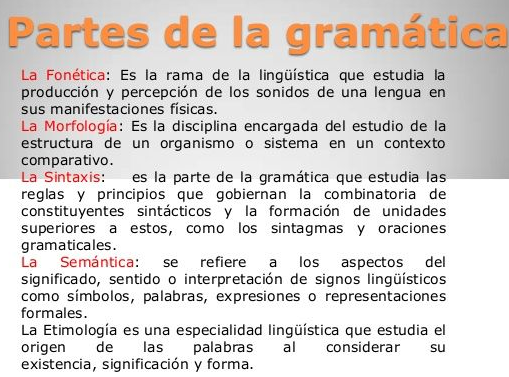 Partes de la gramática
La Fonética: Es la rama de la lingüística que estudia la
producción y percepción de los sonidos de una lengua en
sus manifestaciones físicas.
La Morfología: Es la disciplina encargada del estudio de la
estructura de un organismo o sistema en un contexto
comparativo.
La Sintaxis: es la parte de la gramática que estudia las
reglas y principios que gobiernan la combinatoria de
constituyentes sintácticos y la formación de unidades
superiores a estos, como los sintagmas y oraciones
gramaticales.
La Semántica: se refiere a los aspectos del
significado, sentido o interpretación de signos lingüísticos
como símbolos, palabras, expresiones o representaciones
formales.
La Etimología es una especialidad lingüística que estudia el
origen de las palabras al considerar su
existencia, significación y forma.